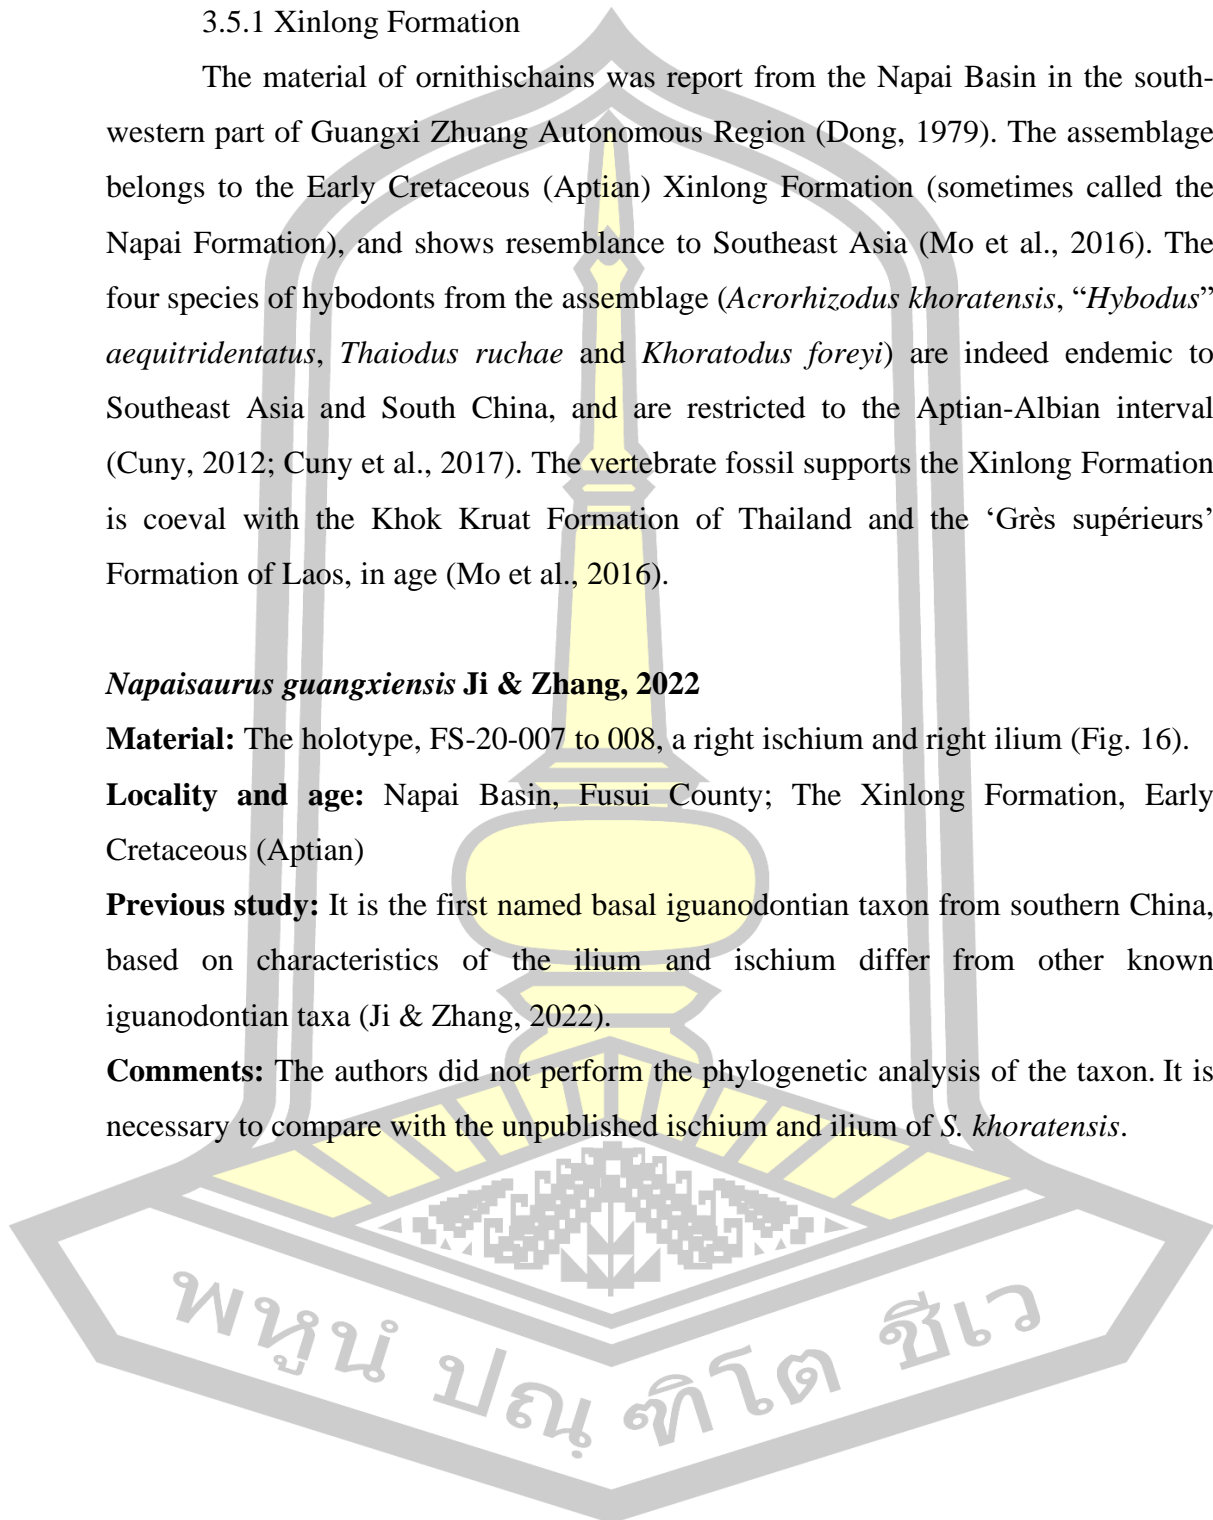 3.5.1 Xinlong Formation
The material of ornithischains was report from the Napai Basin in the south-
western part of Guangxi Zhuang Autonomous Region (Dong, 1979). The assemblage
belongs to the Early Cretaceous (Aptian) Xinlong Formation (sometimes called the
Napai Formation), and shows resemblance to Southeast Asia (Mo et al., 2016). The
four species of hybodonts from the assemblage (Acrorhizodus khoratensis, “Hybodus”
aequitridentatus, Thaiodus ruchae and Khoratodus foreyi) are indeed endemic to
Southeast Asia and South China, and are restricted to the Aptian-Albian interval
(Cuny, 2012; Cuny et al., 2017). The vertebrate fossil supports the Xinlong Formation
is coeval with the Khok Kruat Formation of Thailand and the ‘Grès supérieurs’
Formation of Laos, in age (Mo et al., 2016).
Napaisaurus guangxiensis Ji & Zhang, 2022
Material: The holotype, FS-20-007 to 008, a right ischium and right ilium (Fig. 16).
Locality and age: Napai Basin, Fusui County; The Xinlong Formation, Early
Cretaceous (Aptian)
Previous study: It is the first named basal iguanodontian taxon from southern China,
based on characteristics of the ilium and ischium differ from other known
iguanodontian taxa (Ji & Zhang, 2022).
Comments: The authors did not perform the phylogenetic analysis of the taxon. It is
necessary to compare with the unpublished ischium and ilium of S. khoratensis.
พหูนํ ปณฺฑิโต ชีเว